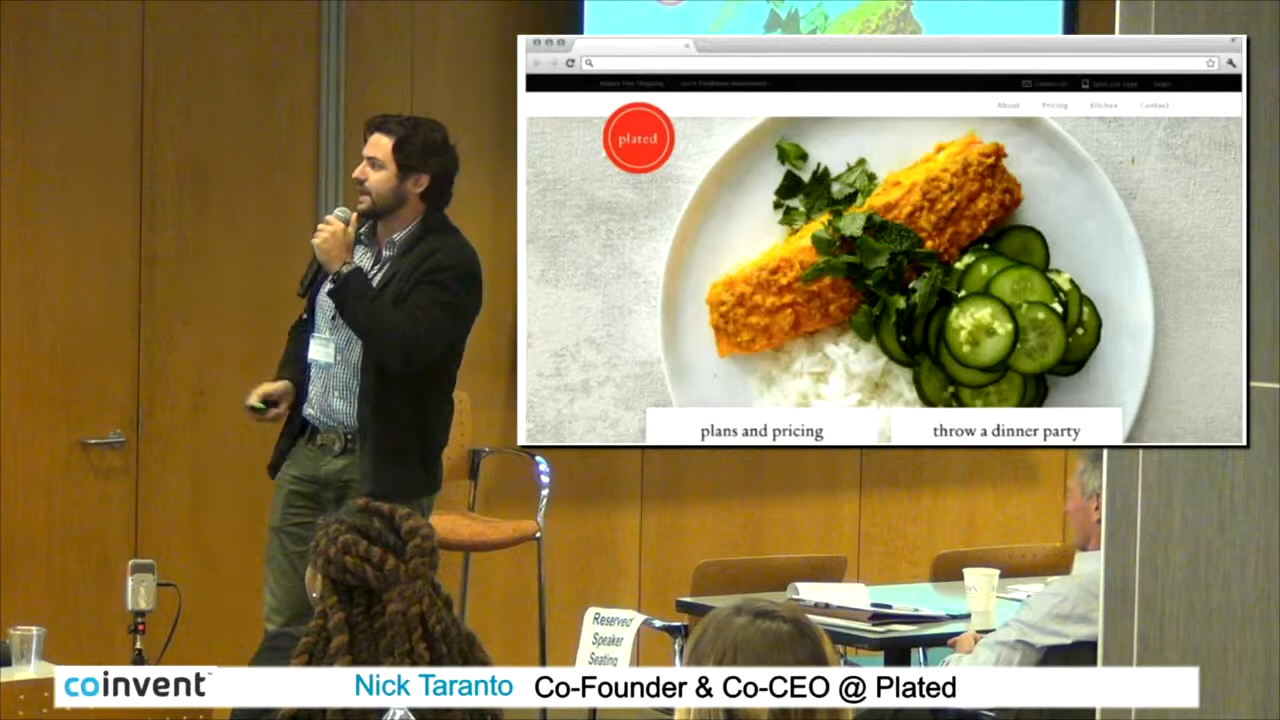 About Pricing Kitchen Contact
plated
plans and pricing
throw a dinner party
Reserved
Speaker
Seating
coinvent™
Nick Taranto Co-Founder & Co-CEO @ Plated